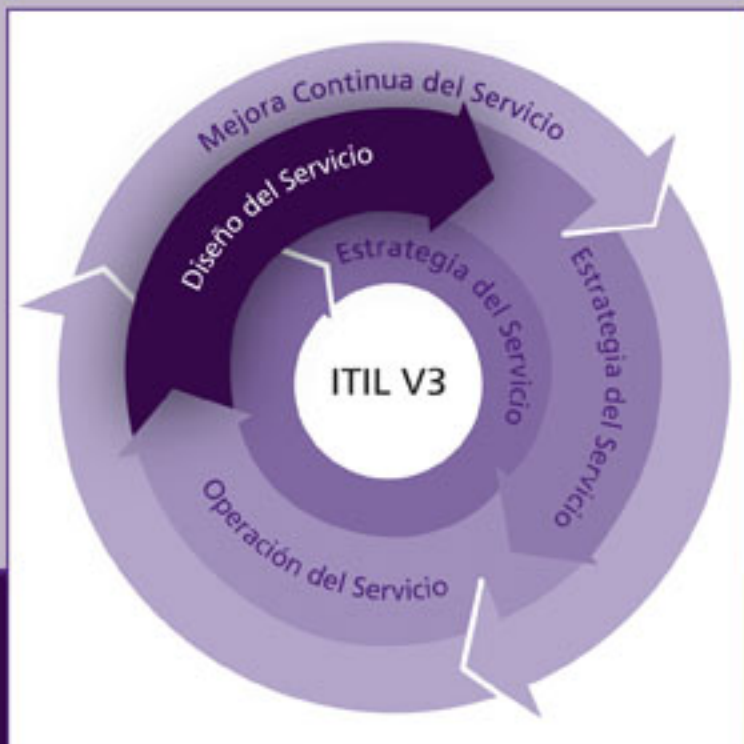 Mejora Continua del Servicio
Diseño del Servicio
Estrategia del Servicio
Estrategia del Servicio
ITIL V3
Operación del Servicio